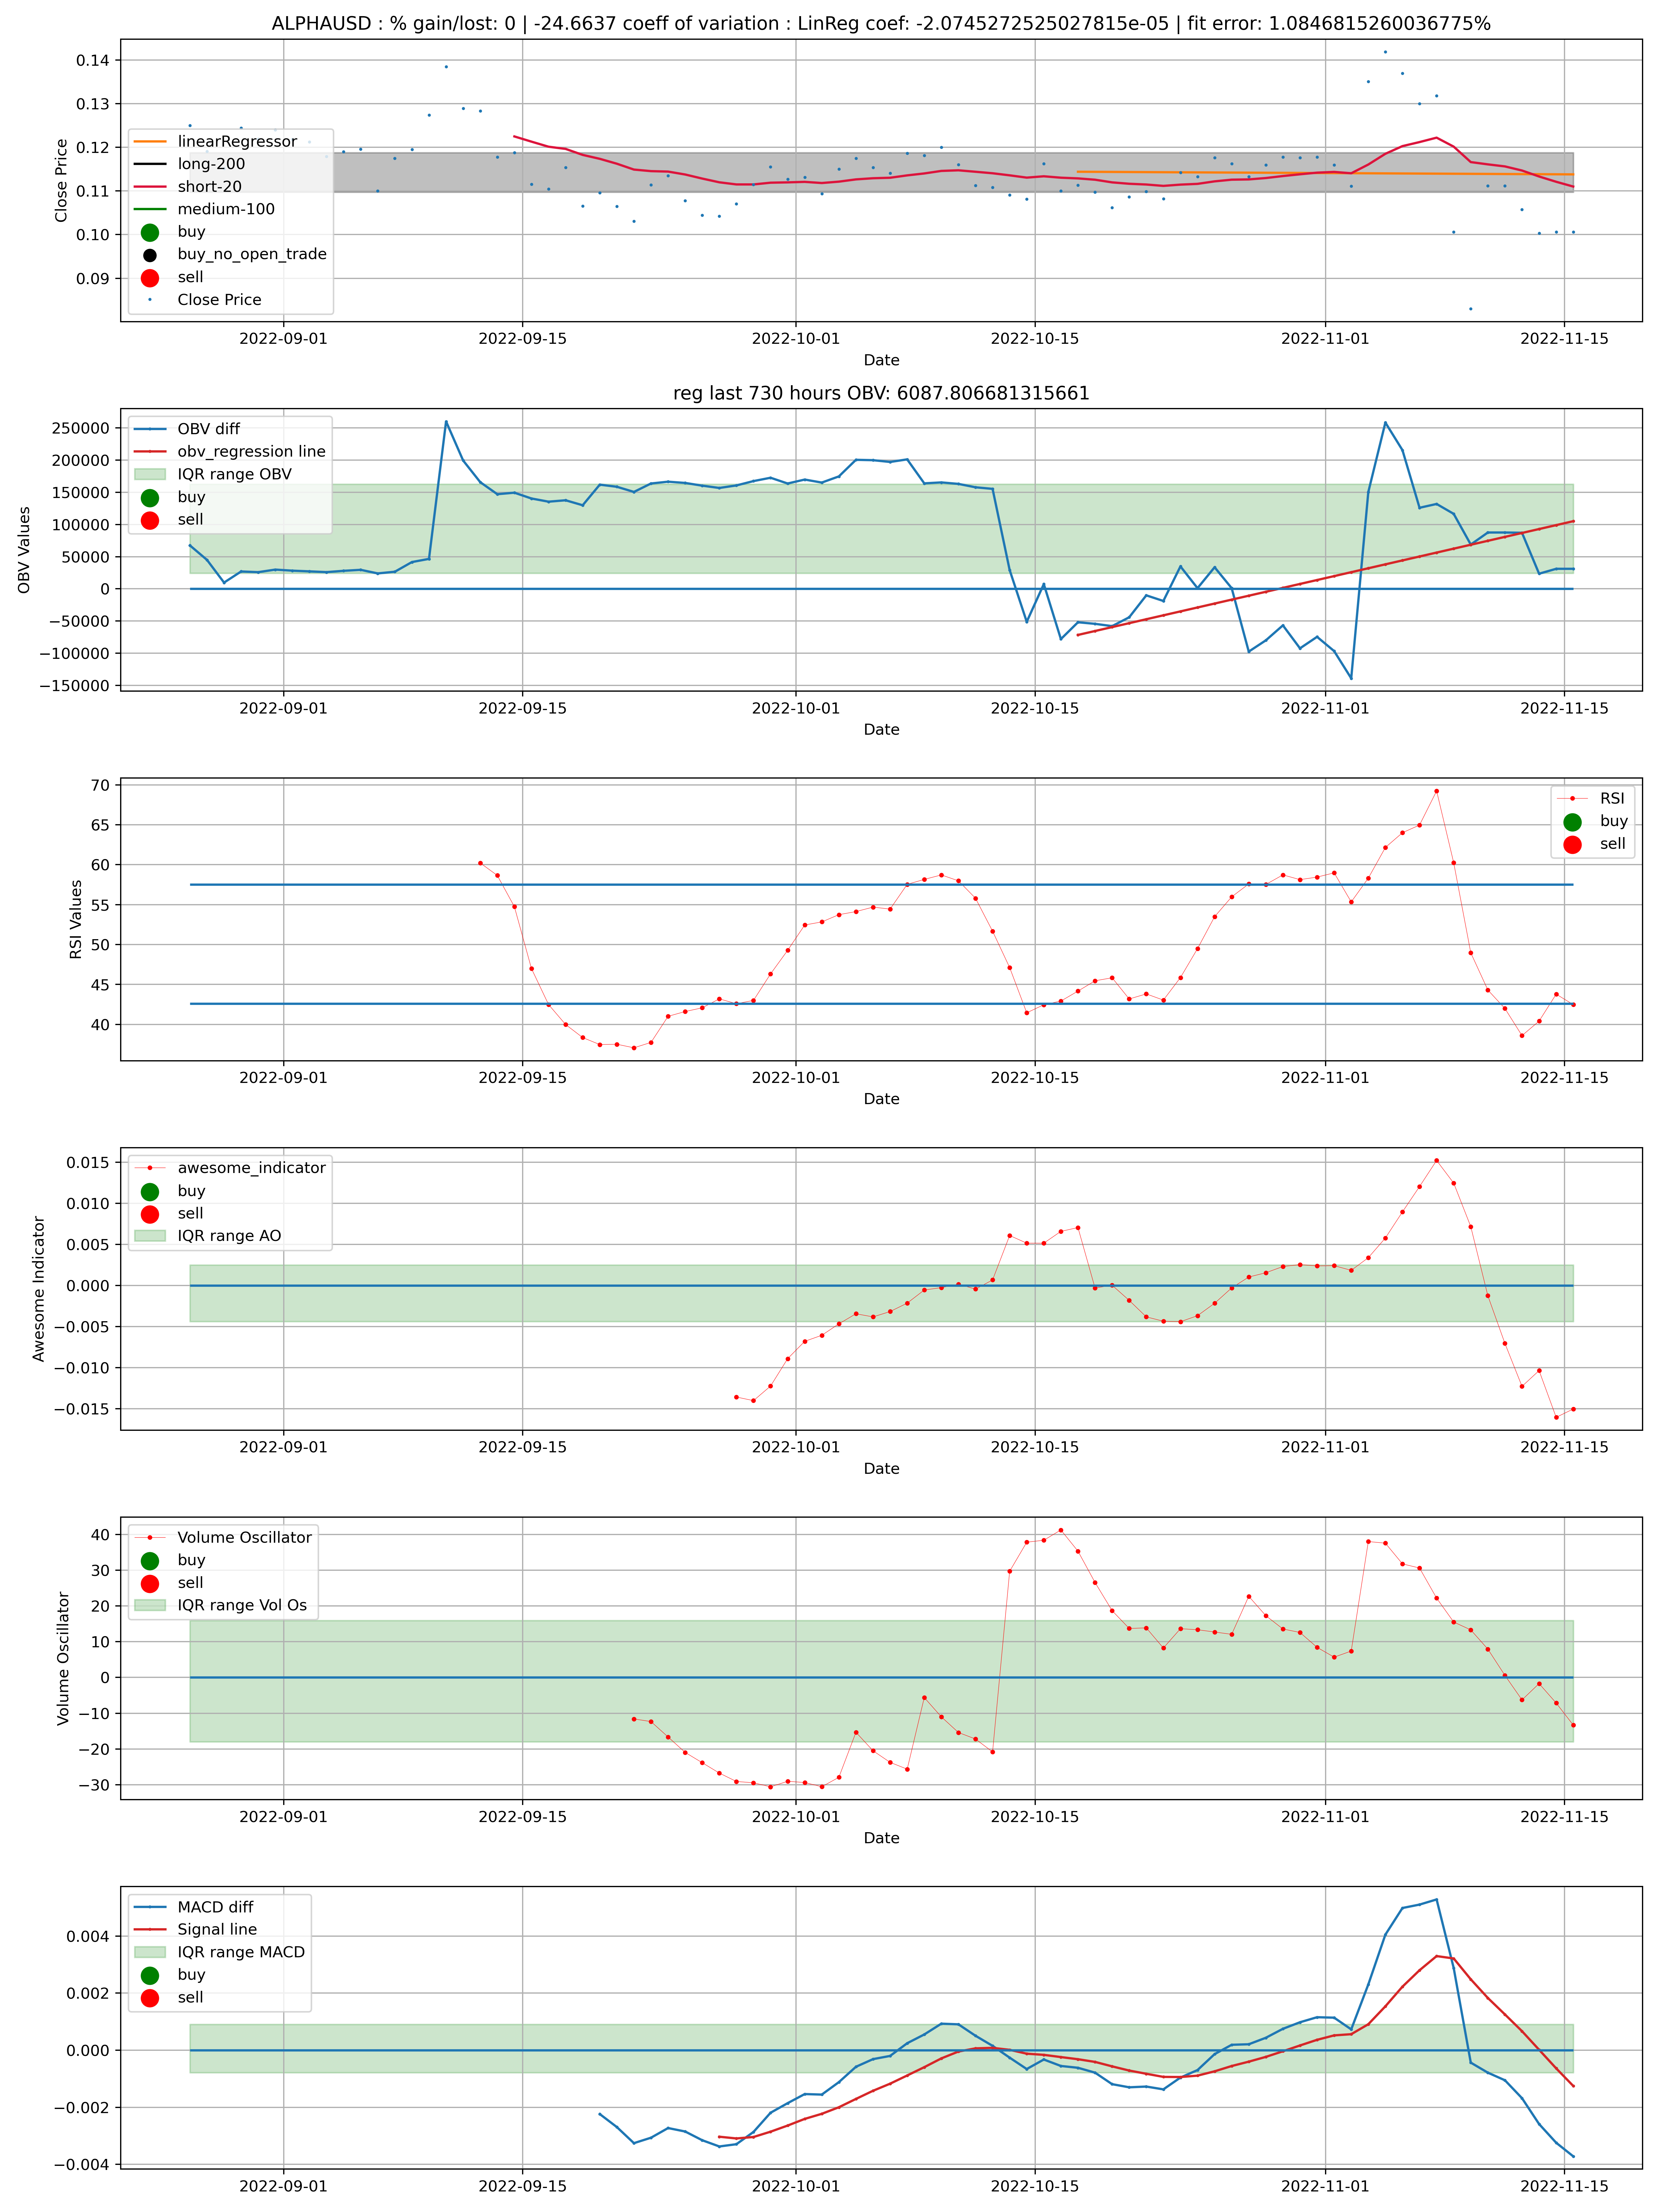 ALPHAUSD : % gain/lost: 0 | -24.6637 coeff of variation : LinReg coef: -2.0745272525027815e-05 | fit error: 1.0846815260036775%
Close Price
0.14
0.13
0.12
0.11
0.10
0.09
linearRegressor
long-200
short-20
medium-100
buy
buy_no_open_trade
sell
Close Price
2022-09-01 2022-09-15 2022-10-01 2022-10-15 2022-11-01 2022-11-15
Date
reg last 730 hours OBV: 6087.806681315661
OBV Values
250000
200000
150000
100000
50000
0
−50000
−100000
−150000
OBV diff
obv_regression line
IQR range OBV
buy
sell
2022-09-01 2022-09-15 2022-10-01 2022-10-15 2022-11-01 2022-11-15
Date
RSI Values
70
65
60
55
50
45
40
RSI
buy
sell
2022-09-01 2022-09-15 2022-10-01 2022-10-15 2022-11-01 2022-11-15
Date
Awesome Indicator
0.015
0.010
0.005
0.000
−0.005
−0.010
−0.015
awesome_indicator
buy
sell
IQR range AO
2022-09-01 2022-09-15 2022-10-01 2022-10-15 2022-11-01 2022-11-15
Date
Volume Oscillator
40
30
20
10
0
−10
−20
−30
Volume Oscillator
buy
sell
IQR range Vol Os
2022-09-01 2022-09-15 2022-10-01 2022-10-15 2022-11-01 2022-11-15
Date
0.004
0.002
0.000
−0.002
−0.004
MACD diff
Signal line
IQR range MACD
buy
sell
2022-09-01 2022-09-15 2022-10-01 2022-10-15 2022-11-01 2022-11-15